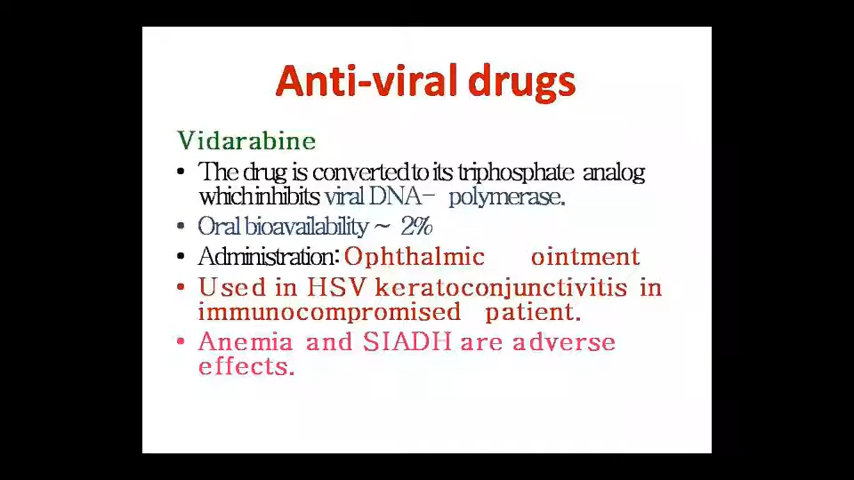 Anti-viral drugs
Vidarabine
• The drug is converted to its triphosphate analog
which inhibits viral DNA- polymerase.
• Oral bioavailability ~ 2%
• Administration: Ophthalmic ointment
• Used in HSV keratoconjunctivitis in
immunocompromised patient.
• Anemia and SIADH are adverse
effects.